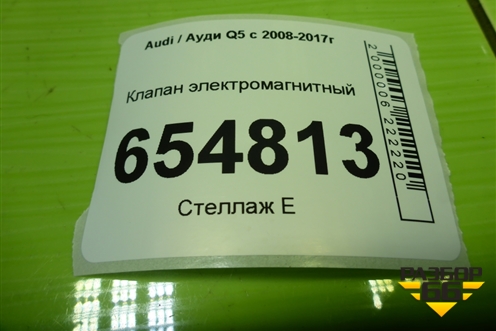 Audi / Ауди Q5 с 2008-2017г
Клапан электромагнитный
654813
Стеллаж Е
2000006222220
РАЗБОР
66